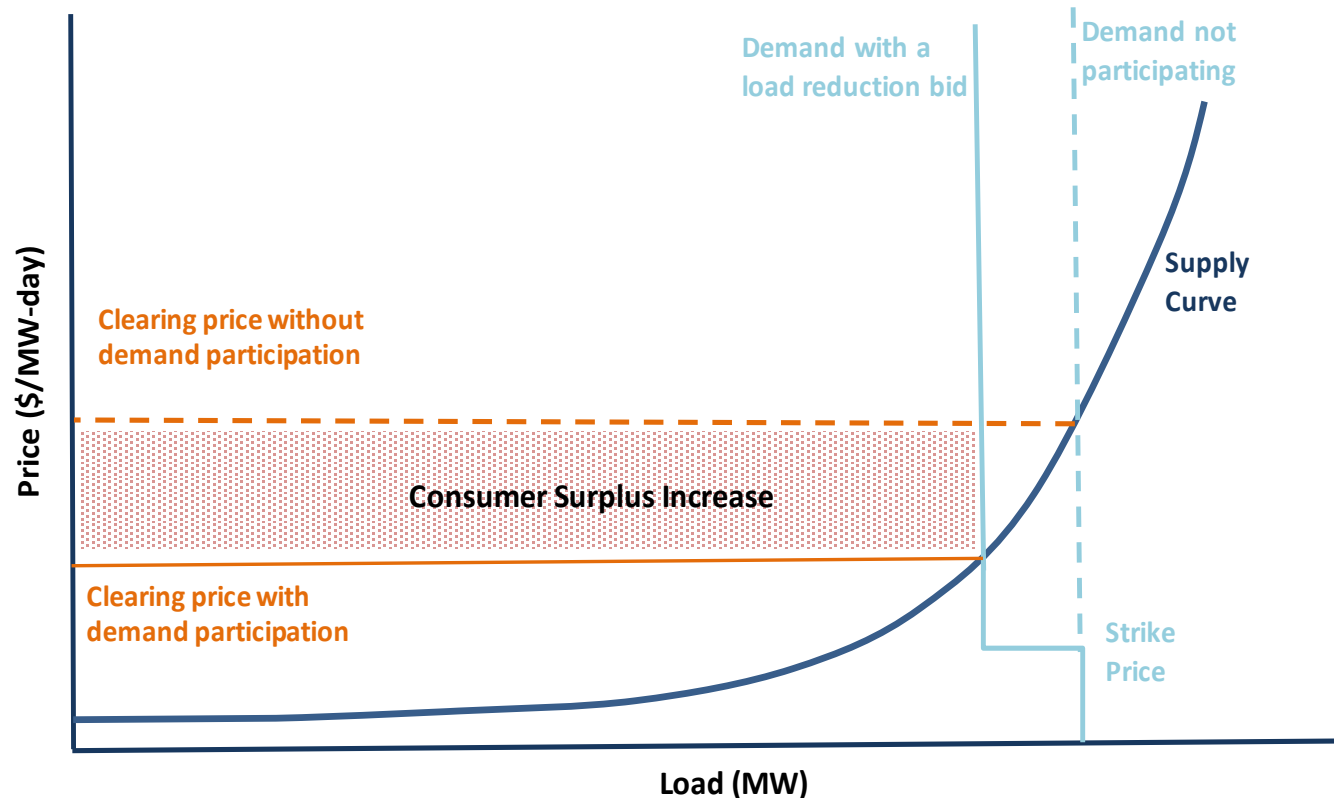 Demand with a
load reduction bid
Demand not
participating
Supply
Curve
Clearing price without
demand participation
Price ($/MW-day)
Consumer Surplus Increase
Clearing price with
demand participation
Strike
Price
Load (MW)